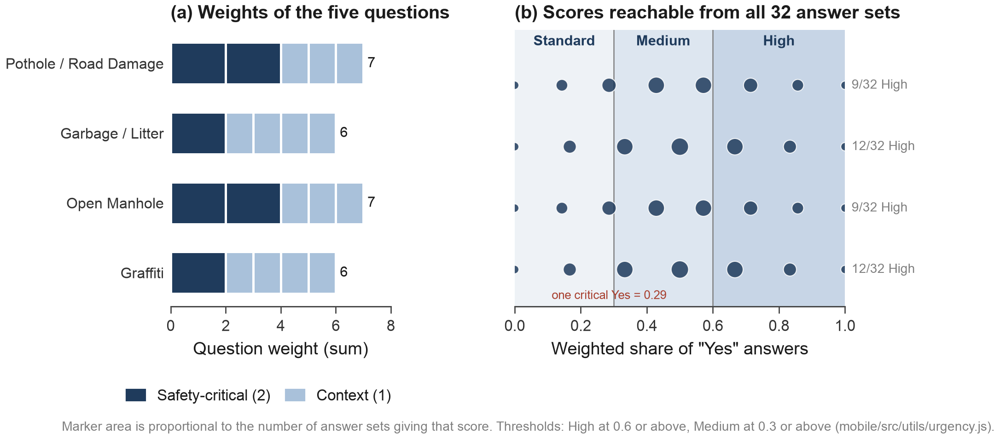 (a) Weights of the five questions
Pothole / Road Damage
7
Garbage / Litter
6
Open Manhole
7
Graffiti
6
0 2 4 6 8
Question weight (sum)
Safety-critical (2) Context (1)
(b) Scores reachable from all 32 answer sets
Standard Medium High
9/32 High
12/32 High
9/32 High
12/32 High
one critical Yes = 0.29
0.0 0.2 0.4 0.6 0.8 1.0
Weighted share of "Yes" answers
Marker area is proportional to the number of answer sets giving that score. Thresholds: High at 0.6 or above, Medium at 0.3 or above (mobile/src/utils/urgency.js).